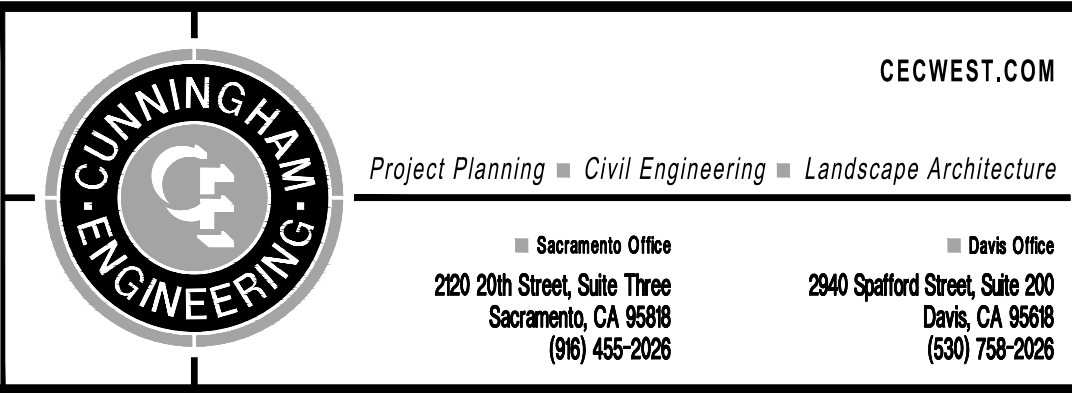 CUNNINGHAM
· ENGINEERING ·
CECWEST.COM
Project Planning ■ Civil Engineering ■ Landscape Architecture
■ Sacramento Office
2120 20th Street, Suite Three
Sacramento, CA 95818
(916) 455-2026
■ Davis Office
2940 Spafford Street, Suite 200
Davis, CA 95618
(530) 758-2026